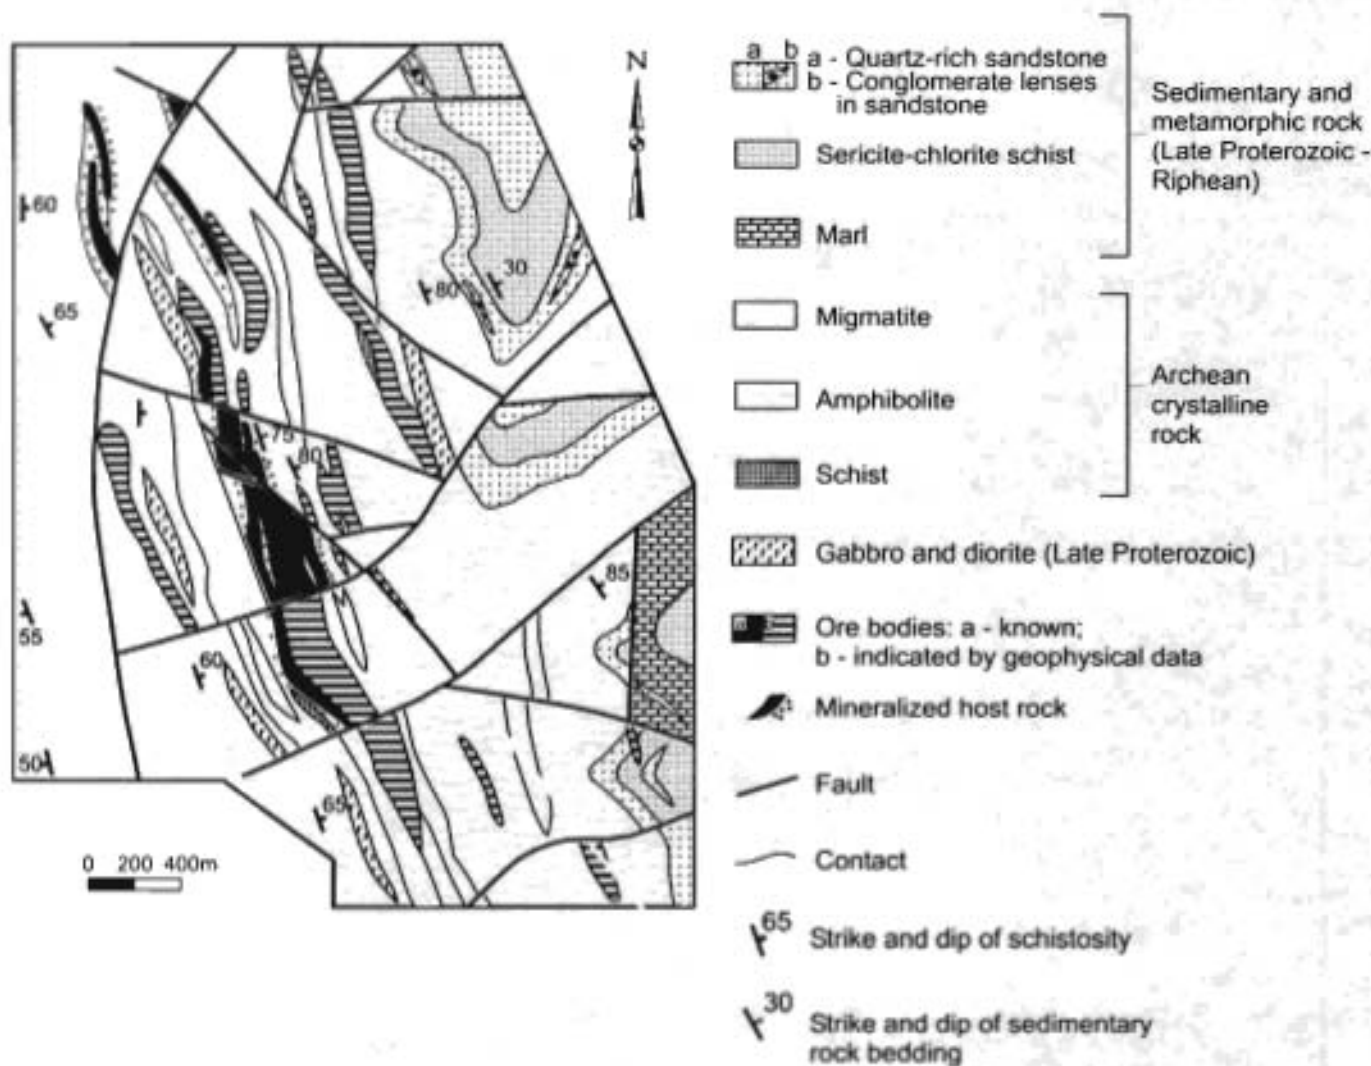 N
60
65
80
30
75
80
85
55
60
50
65
0 200 400m
a b
a - Quartz-rich sandstone
b - Conglomerate lenses
in sandstone
Sericite-chlorite schist
Marl
Sedimentary and
metamorphic rock
(Late Proterozoic -
Riphean)
Migmatite
Amphibolite
Schist
Archean
crystalline
rock
Gabbro and diorite (Late Proterozoic)
Ore bodies: a - known;
b - indicated by geophysical data
Mineralized host rock
Fault
Contact
65
Strike and dip of schistosity
30
Strike and dip of sedimentary
rock bedding